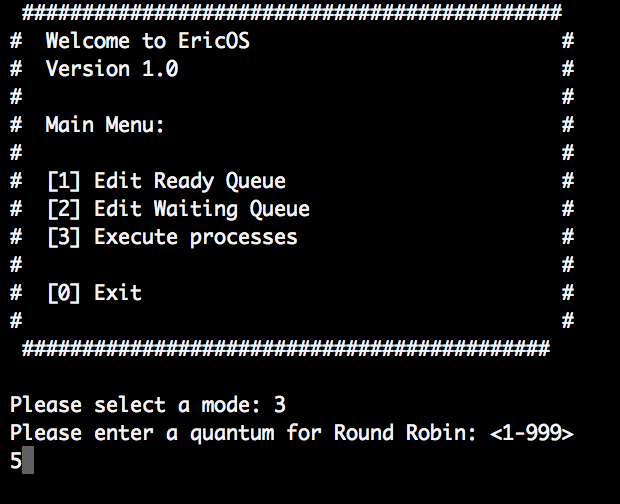 #############################################
#  Welcome to EricOS                          #
#  Version 1.0                                #
#                                             #
#  Main Menu:                                 #
#                                             #
#  [1] Edit Ready Queue                       #
#  [2] Edit Waiting Queue                     #
#  [3] Execute processes                      #
#                                             #
#  [0] Exit                                   #
#                                             #
############################################
Please select a mode: 3
Please enter a quantum for Round Robin: <1-999>
5